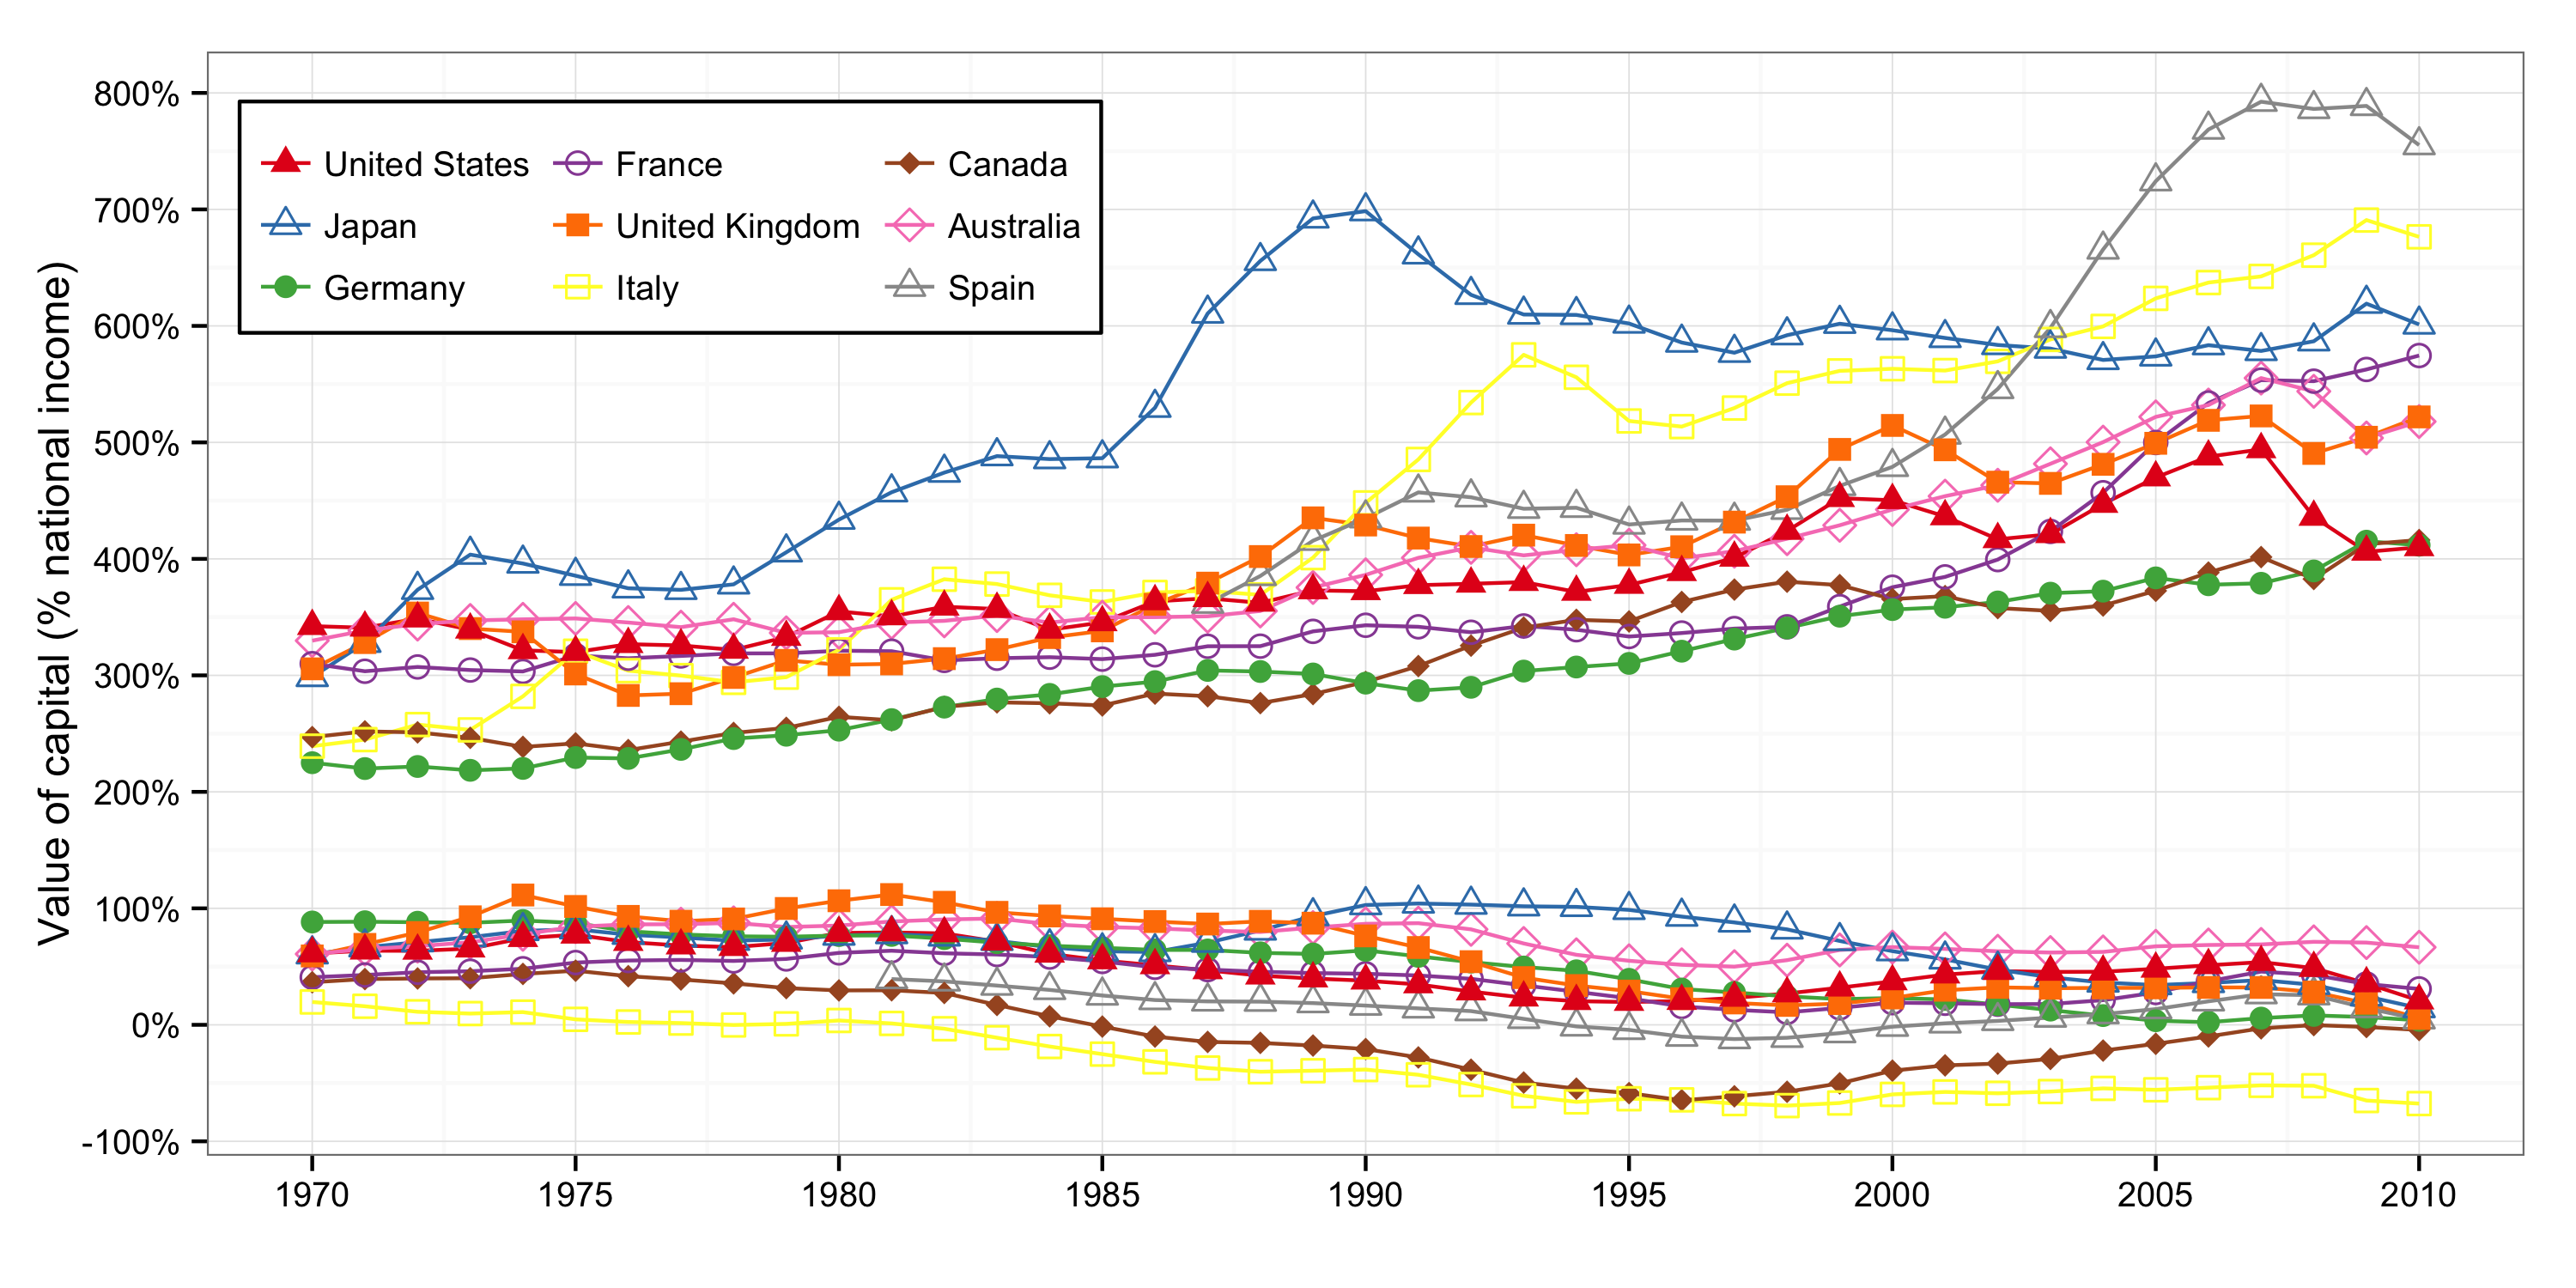 Value of capital (% national income)
800%
700%
600%
500%
400%
300%
200%
100%
0%
-100%
United States France Canada
Japan United Kingdom Australia
Germany Italy Spain
1970 1975 1980 1985 1990 1995 2000 2005 2010